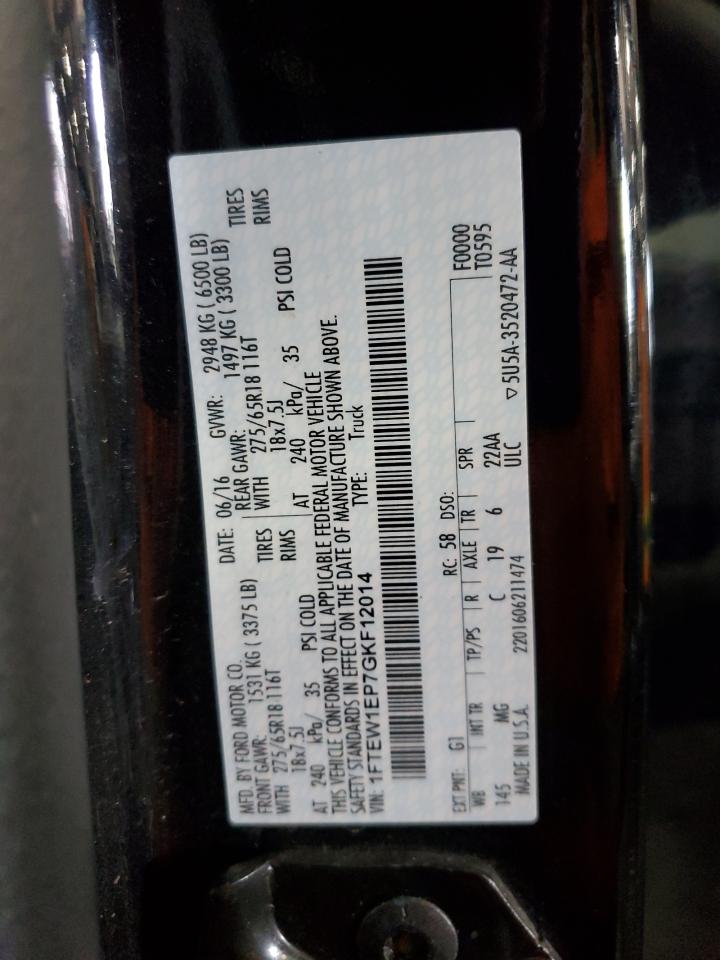 MFD. BY FORD MOTOR CO.
DATE: 06/16 GVWR: 2948 KG ( 6500 LB)
FRONT GAWR: 1531 KG ( 3375 LB) REAR GAWR: 1497 KG ( 3300 LB)
WITH 275/65R18 116T TIRES WITH 275/65R18 116T TIRES
18x7.5J RIMS 18x7.5J RIMS
AT 240 kPa/ 35 PSI COLD AT 240 kPa/ 35 PSI COLD
THIS VEHICLE CONFORMS TO ALL APPLICABLE FEDERAL MOTOR VEHICLE
SAFETY STANDARDS IN EFFECT ON THE DATE OF MANUFACTURE SHOWN ABOVE.
VIN: 1FTEW1EP7GKF12014 TYPE: Truck
EXT PNT: G1 RC: 58 DSO: F0000
WB INT TR TP/PS R AXLE TR SPR T0595
145 MG C 19 6 22AA
MADE IN U.S.A. 2201606211474 ULC ▽5U5A-3520472-AA